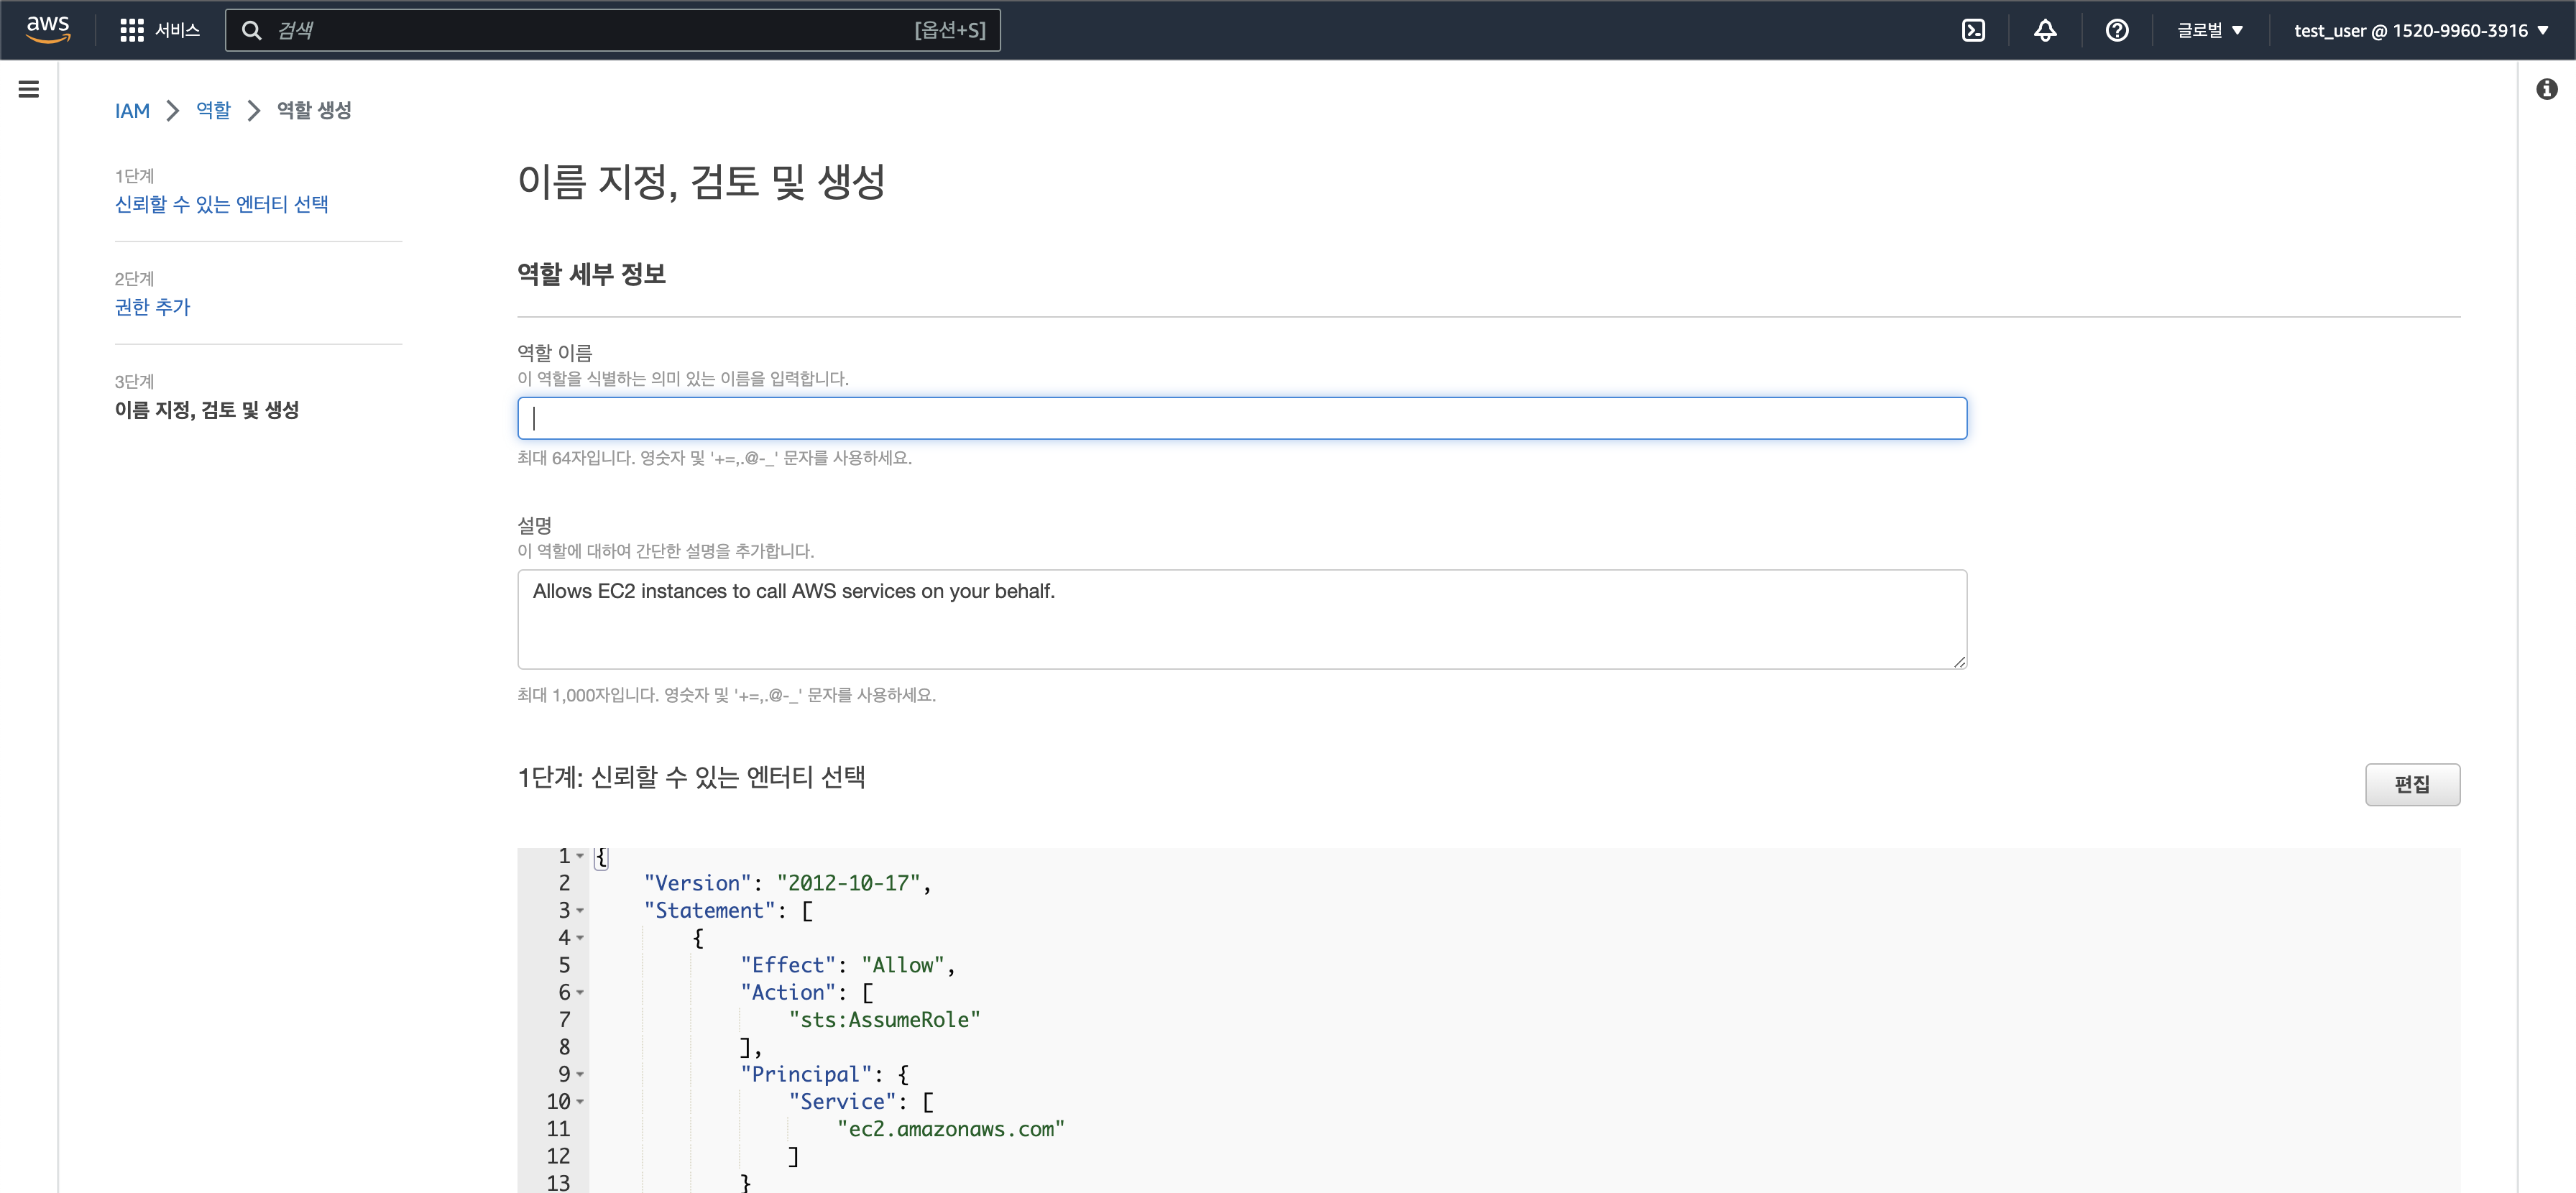 aws
서비스
검색
[옵션+S]
글로벌
test_user @ 1520-9960-3916
IAM
역할
역할 생성
1단계
신뢰할 수 있는 엔터티 선택
2단계
권한 추가
3단계
이름 지정, 검토 및 생성
이름 지정, 검토 및 생성
역할 세부 정보
역할 이름
이 역할을 식별하는 의미 있는 이름을 입력합니다.
최대 64자입니다. 영숫자 및 '+=,.@-_' 문자를 사용하세요.
설명
이 역할에 대하여 간단한 설명을 추가합니다.
Allows EC2 instances to call AWS services on your behalf.
최대 1,000자입니다. 영숫자 및 '+=,.@-_' 문자를 사용하세요.
1단계: 신뢰할 수 있는 엔터티 선택
편집
1 {
2 "Version": "2012-10-17",
3 "Statement": [
4 {
5 "Effect": "Allow",
6 "Action": [
7 "sts:AssumeRole"
8 ],
9 "Principal": {
10 "Service": [
11 "ec2.amazonaws.com"
12 ]
13 }